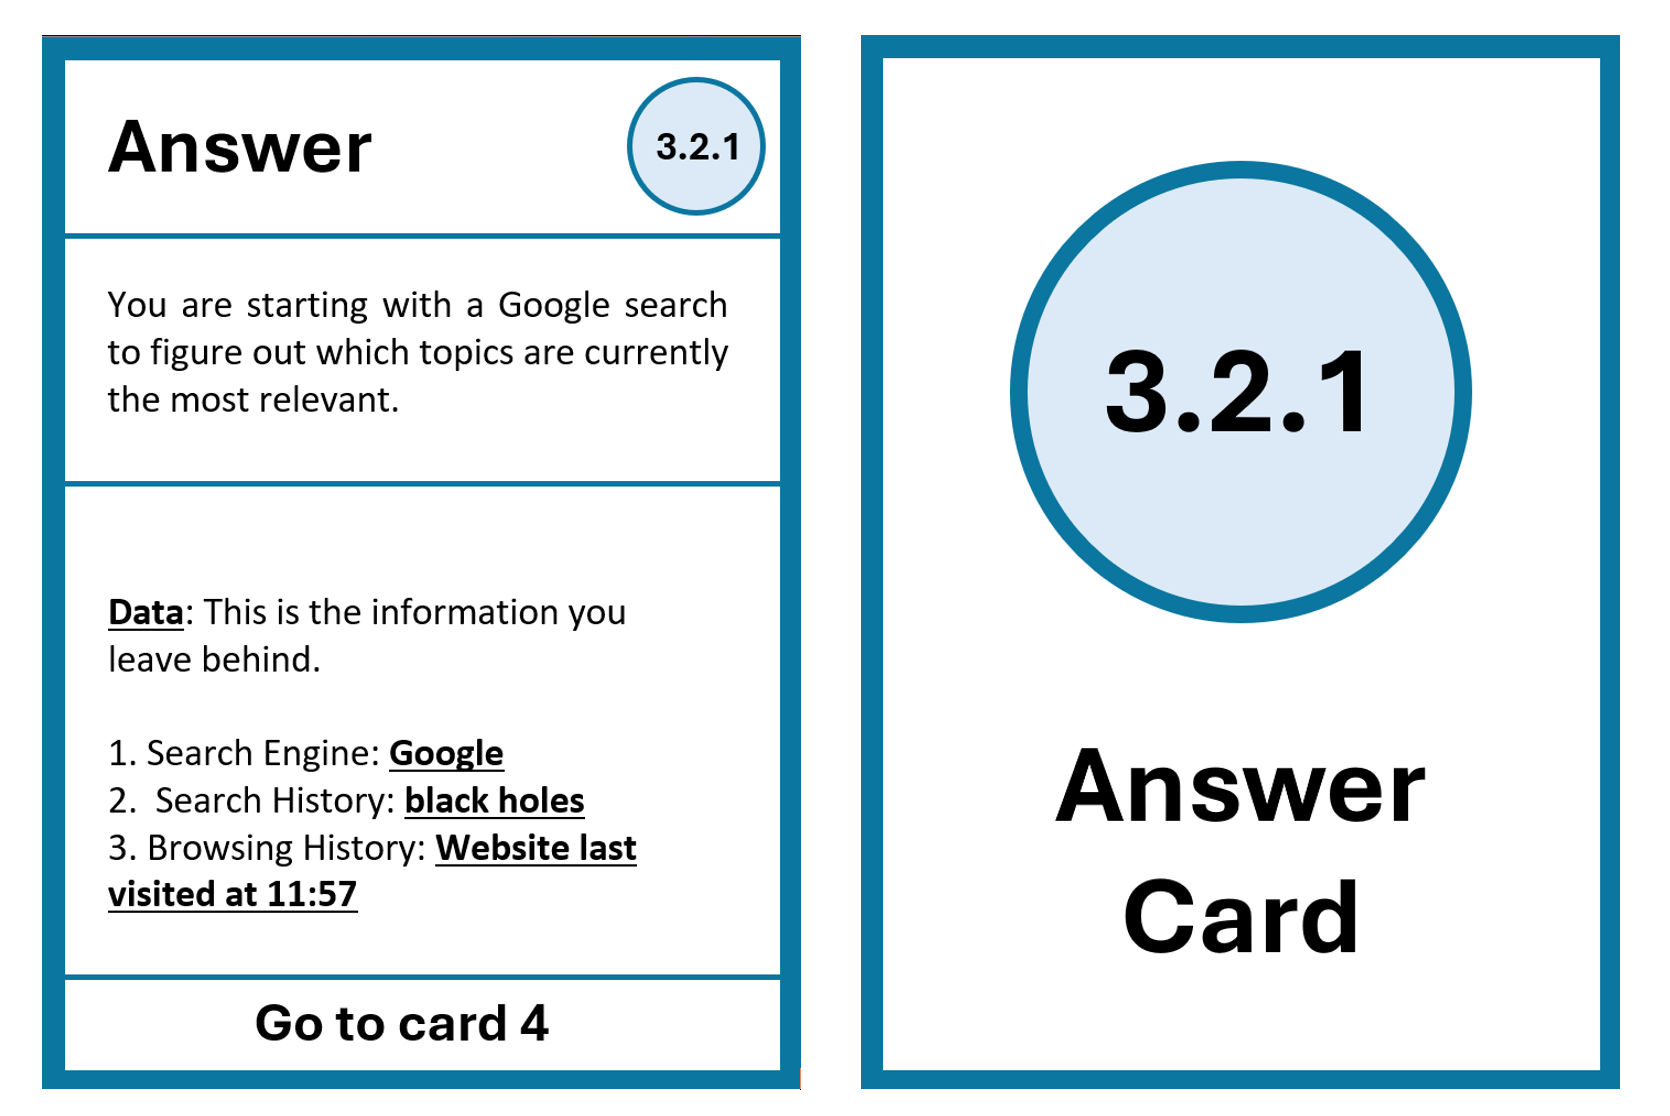 Answer
3.2.1
You are starting with a Google search
to figure out which topics are currently
the most relevant.
Data: This is the information you
leave behind.
1. Search Engine: Google
2. Search History: black holes
3. Browsing History: Website last
visited at 11:57
Go to card 4
3.2.1
Answer
Card